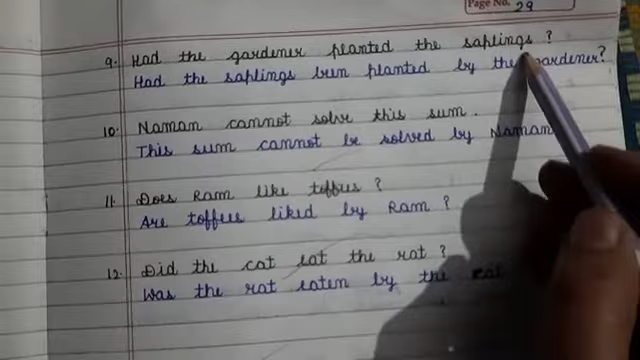 Page No. 29
9. Had the gardener planted the saplings ?
Had the saplings been planted by the gardener?
10. Naman cannot solve this sum.
This sum cannot be solved by Naman
11. Does Ram like toffees ?
Are toffees liked by Ram ?
12. Did the cat eat the rat ?
Was the rat eaten by the